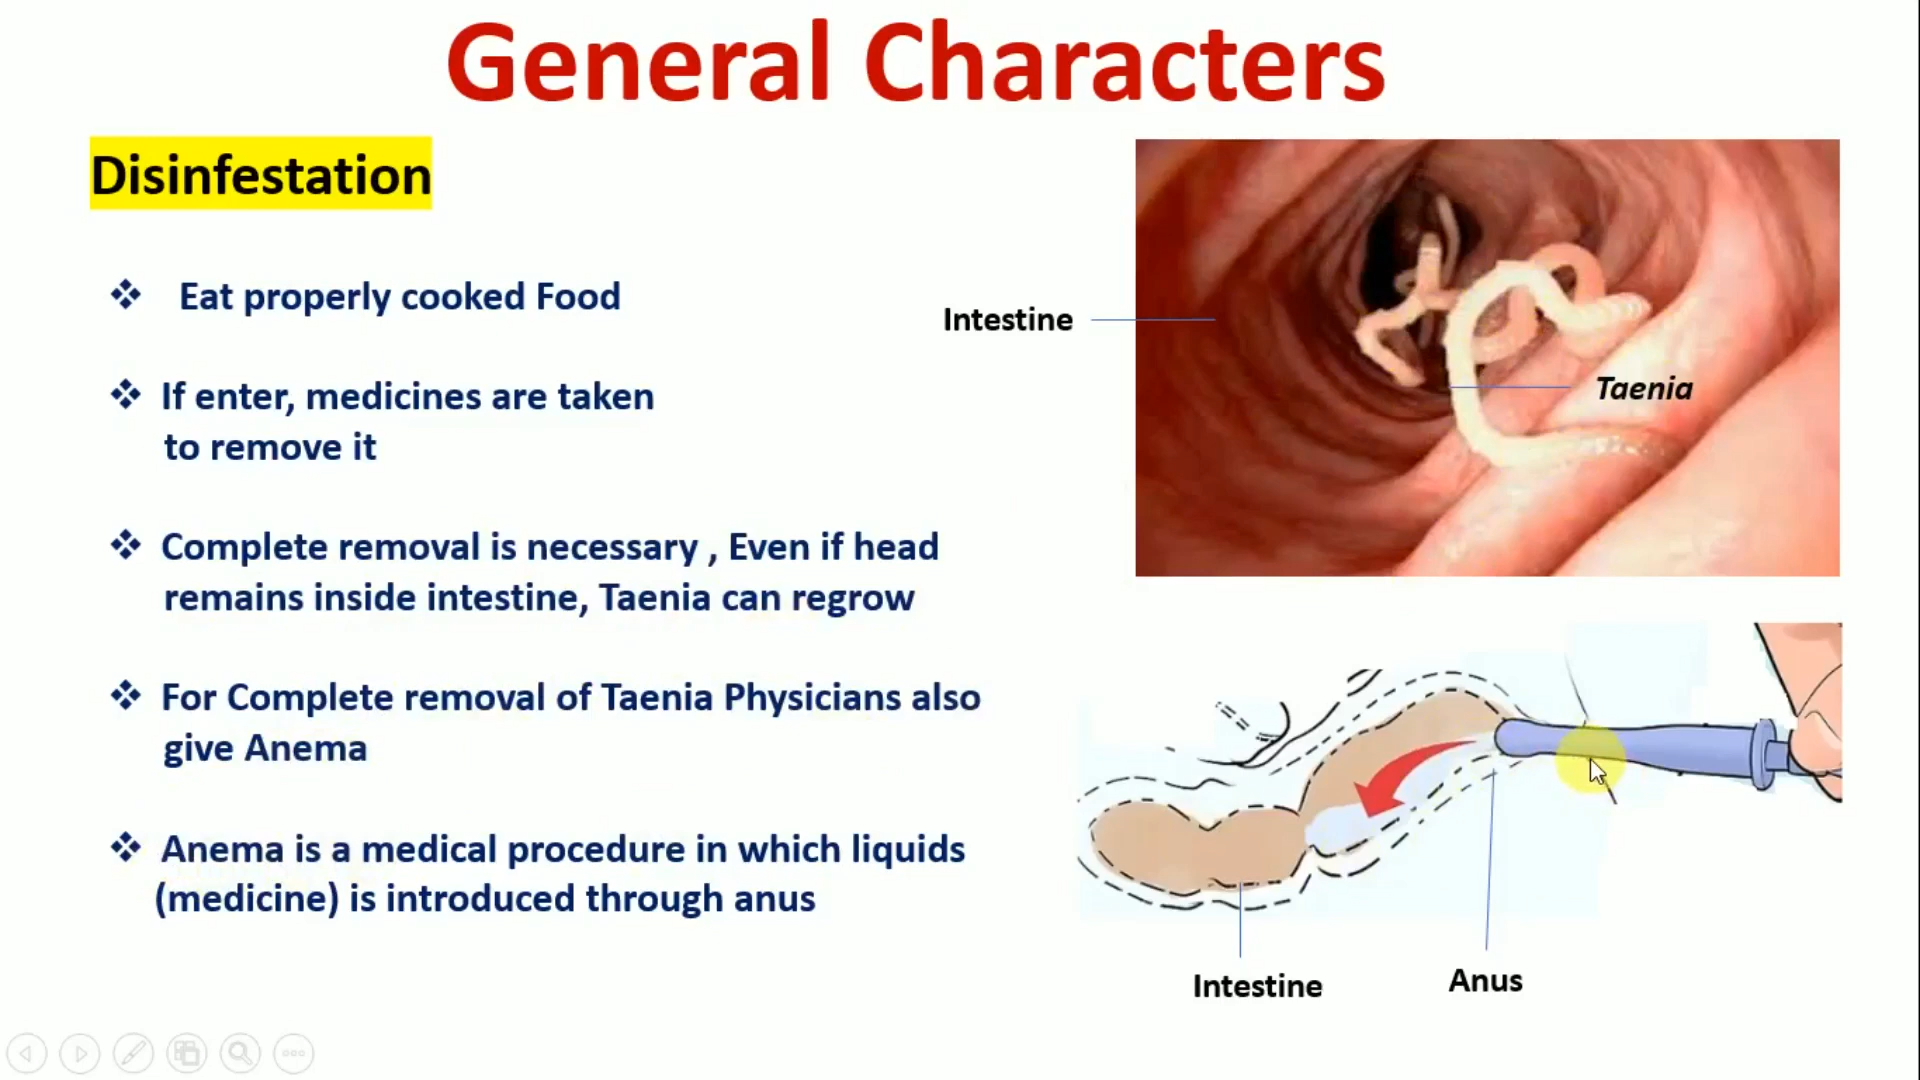 General Characters
Disinfestation
Eat properly cooked Food
If enter, medicines are taken
to remove it
Complete removal is necessary , Even if head
remains inside intestine, Taenia can regrow
For Complete removal of Taenia Physicians also
give Anema
Anema is a medical procedure in which liquids
(medicine) is introduced through anus
Intestine
Taenia
Intestine
Anus